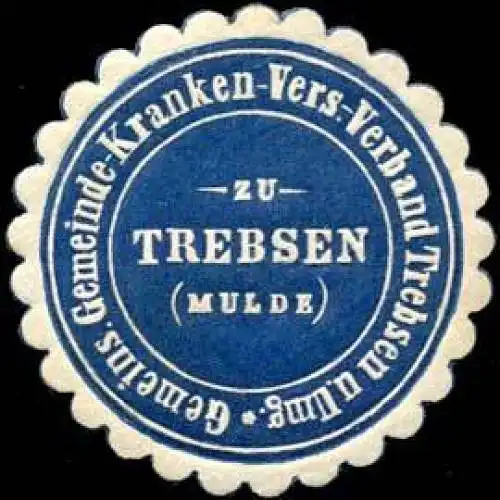 Gemeins. Gemeinde-Kranken-Vers.-Verband Trebsen u. Umg. *
— ZU —
TREBSEN
(MULDE)